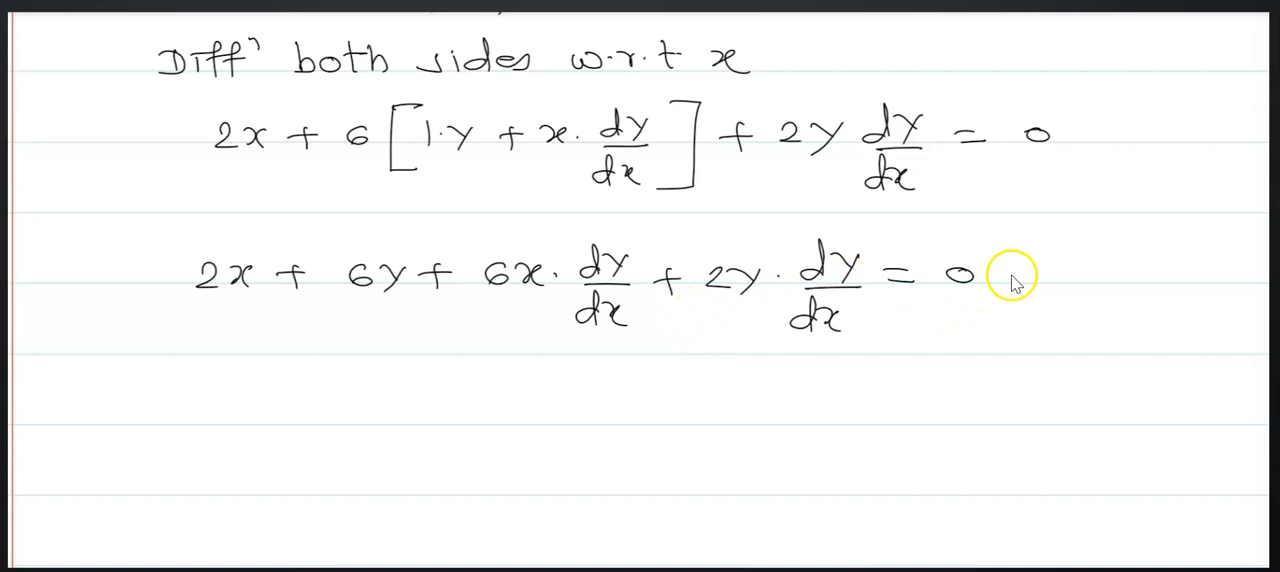 Diffⁿ both sides w.r.t x
2x + 6 [1·y + x· dy/dx] + 2y dy/dx = 0
2x + 6y + 6x· dy/dx + 2y· dy/dx = 0